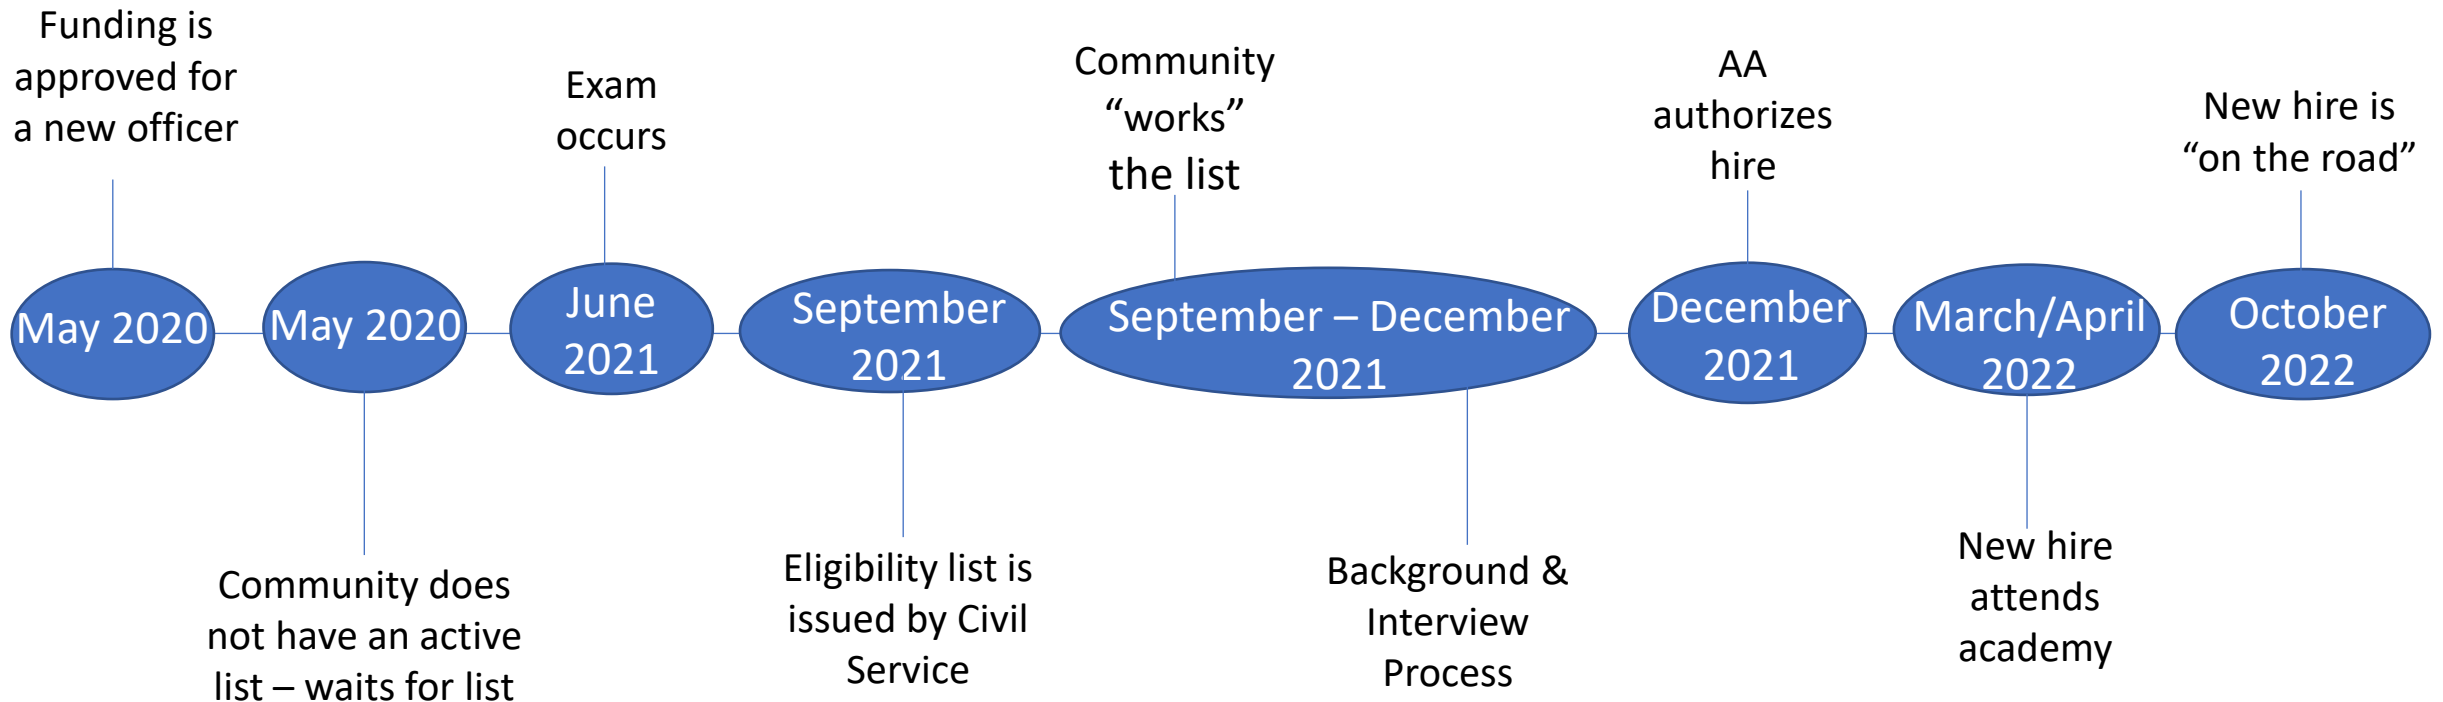 Funding is
approved for
a new officer
May 2020
May 2020
Community does
not have an active
list – waits for list
Exam
occurs
June
2021
September
2021
Eligibility list is
issued by Civil
Service
Community
“works”
the list
September – December
2021
Background &
Interview
Process
AA
authorizes
hire
December
2021
March/April
2022
New hire
attends
academy
New hire is
“on the road”
October
2022